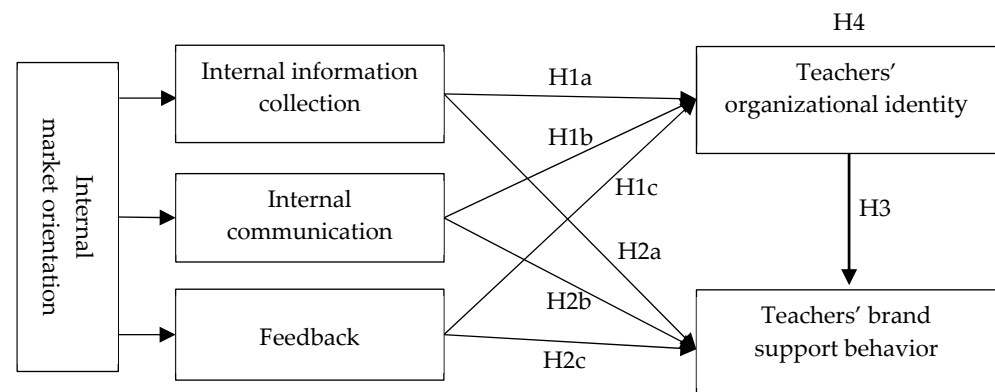 Internal
market orientation
Internal information
collection
Internal
communication
Feedback
H1a
H1b
H1c
H2a
H2b
H2c
H4
Teachers’
organizational identity
H3
Teachers’ brand
support behavior